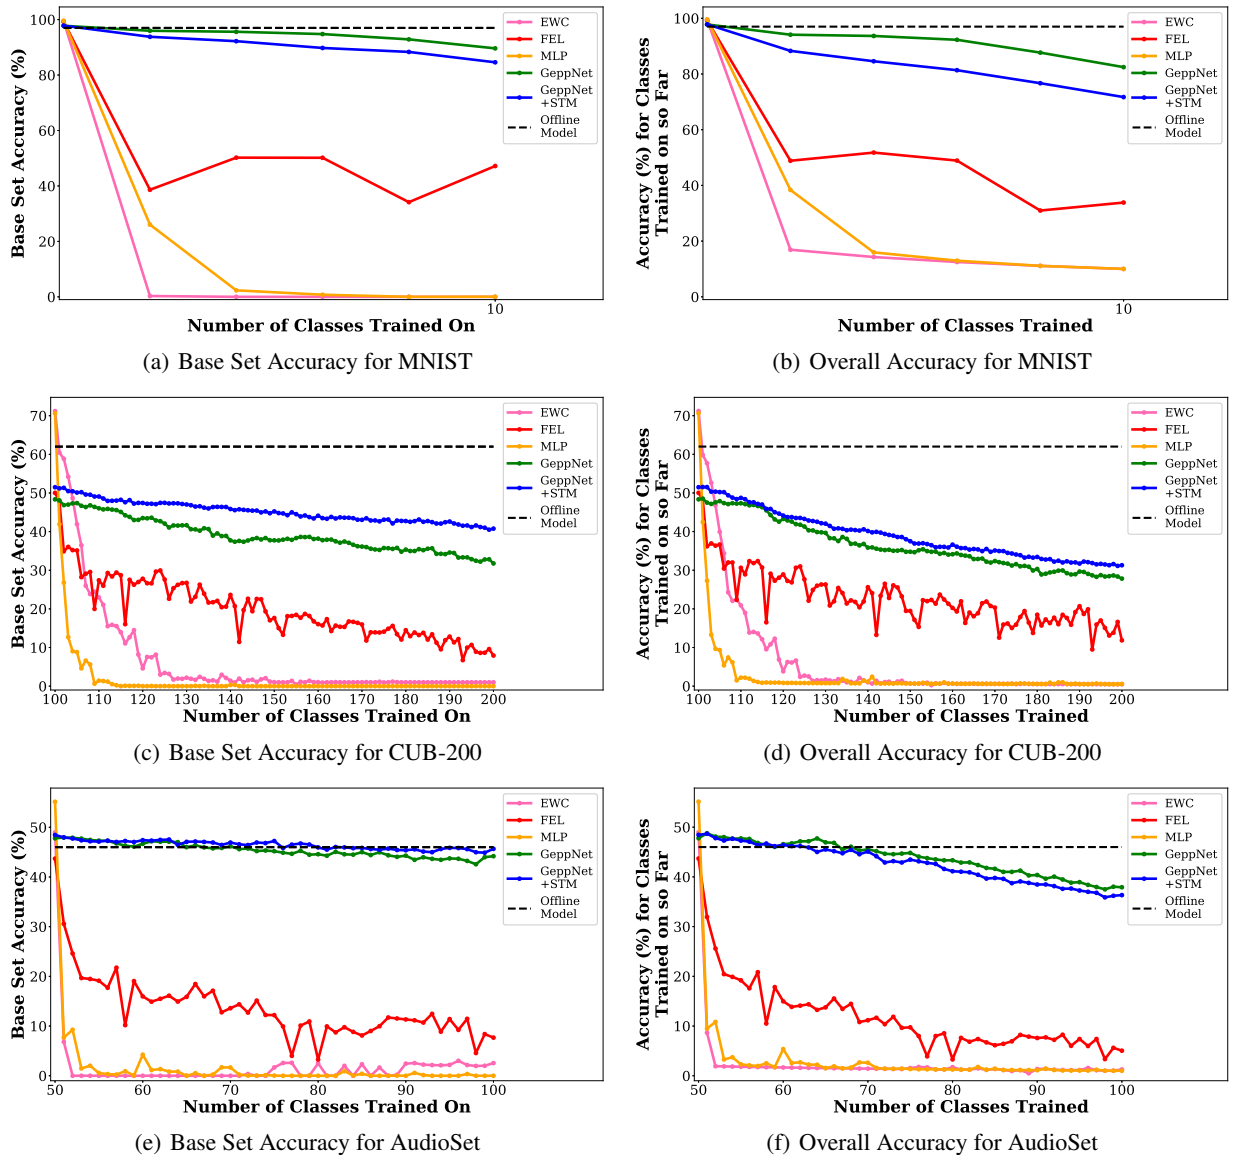 Base Set Accuracy (%)
100
80
60
40
20
0
10
Number of Classes Trained On
EWC
FEL
MLP
GeppNet
GeppNet
+STM
Offline
Model
(a) Base Set Accuracy for MNIST
Accuracy (%) for Classes
Trained on so Far
100
80
60
40
20
0
10
Number of Classes Trained
EWC
FEL
MLP
GeppNet
GeppNet
+STM
Offline
Model
(b) Overall Accuracy for MNIST
Base Set Accuracy (%)
70
60
50
40
30
20
10
0
100 110 120 130 140 150 160 170 180 190 200
Number of Classes Trained On
EWC
FEL
MLP
GeppNet
GeppNet
+STM
Offline
Model
(c) Base Set Accuracy for CUB-200
Accuracy (%) for Classes
Trained on so Far
70
60
50
40
30
20
10
0
100 110 120 130 140 150 160 170 180 190 200
Number of Classes Trained
EWC
FEL
MLP
GeppNet
GeppNet
+STM
Offline
Model
(d) Overall Accuracy for CUB-200
Base Set Accuracy (%)
50
40
30
20
10
0
50 60 70 80 90 100
Number of Classes Trained On
EWC
FEL
MLP
GeppNet
GeppNet
+STM
Offline
Model
(e) Base Set Accuracy for AudioSet
Accuracy (%) for Classes
Trained on so Far
50
40
30
20
10
0
50 60 70 80 90 100
Number of Classes Trained
EWC
FEL
MLP
GeppNet
GeppNet
+STM
Offline
Model
(f) Overall Accuracy for AudioSet